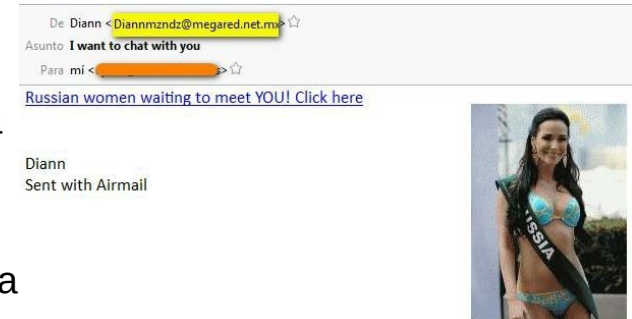 De Diann <Diannmzndz@megared.net.mx>
Asunto I want to chat with you
Para mí < >
Russian women waiting to meet YOU! Click here
Diann
Sent with Airmail
a
RUSSIA